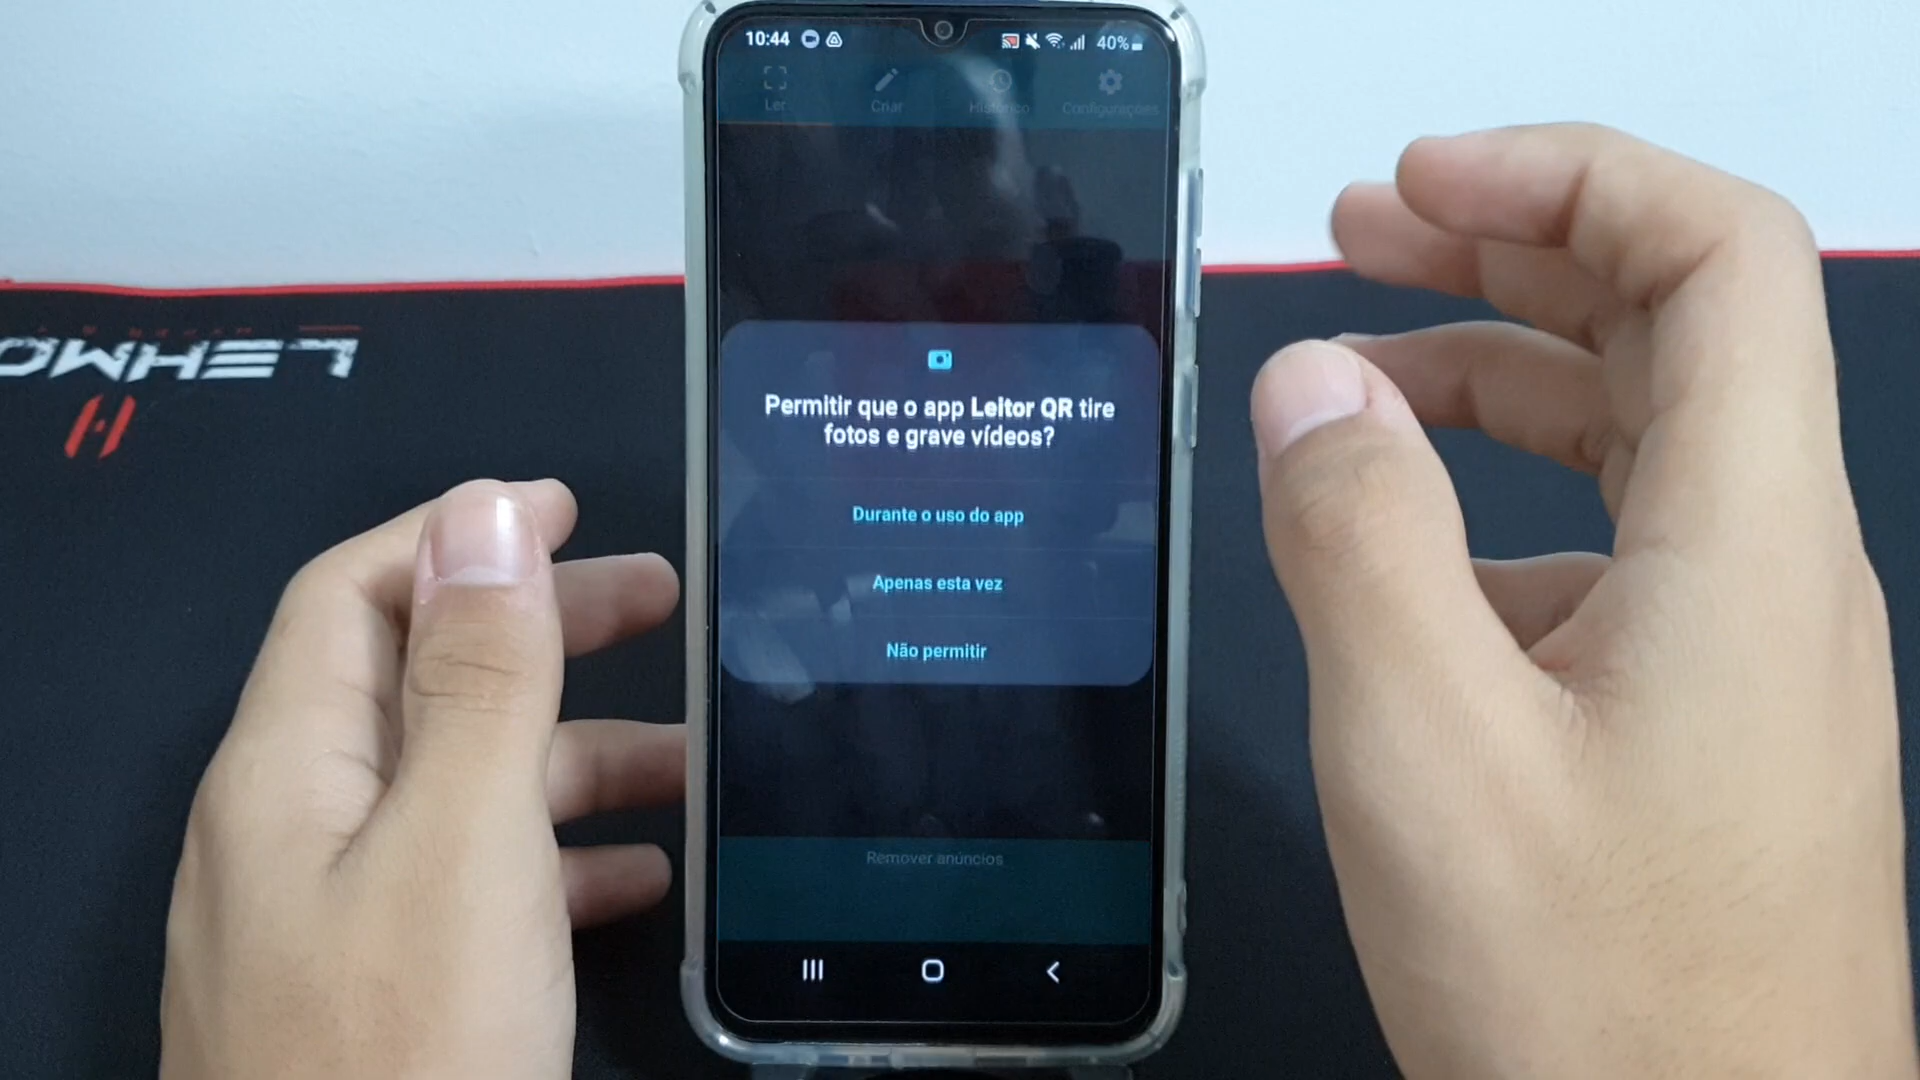 10:44
40%
Ler
Criar
Histórico
Configurações
Permitir que o app Leitor QR tire
fotos e grave vídeos?
Durante o uso do app
Apenas esta vez
Não permitir
Remover anúncios
LEHMO